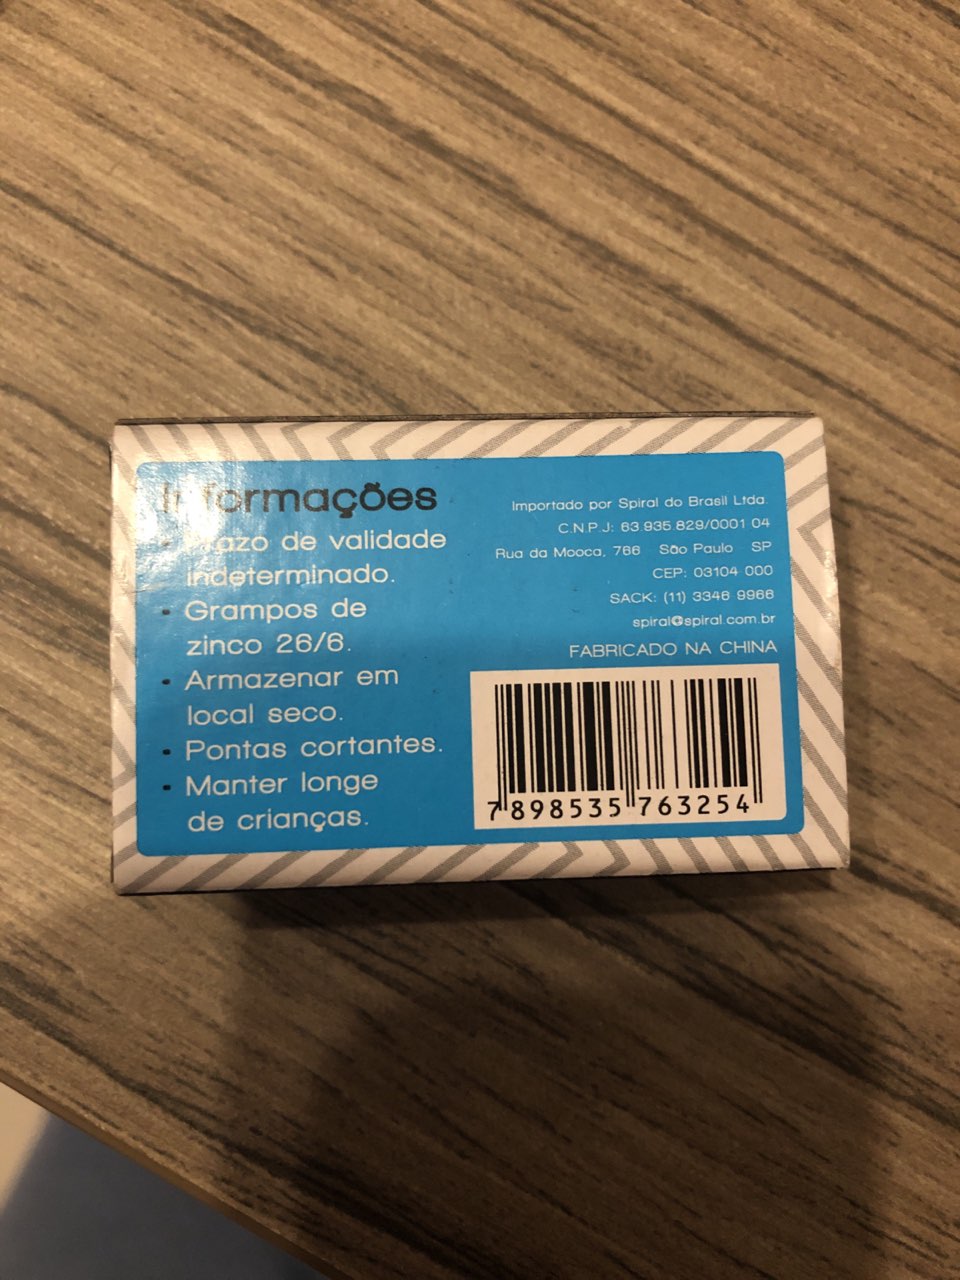 Informações
• Prazo de validade
indeterminado.
• Grampos de
zinco 26/6.
• Armazenar em
local seco.
• Pontas cortantes.
• Manter longe
de crianças.
Importado por Spiral do Brasil Ltda.
C.N.P.J: 63 935 829/0001 04
Rua da Mooca, 766 São Paulo SP
CEP: 03104 000
SACK: (11) 3346 9966
spiral@spiral.com.br
FABRICADO NA CHINA
7 898535 763254